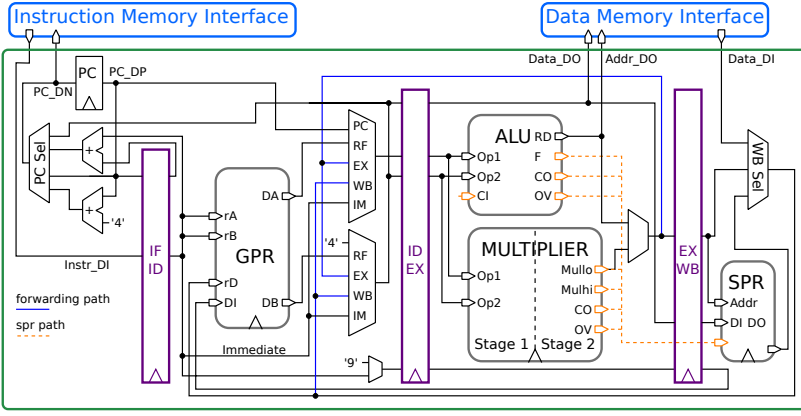 Instruction Memory Interface
Data Memory Interface
Data_DO
Addr_DO
Data_DI
PC
PC_DP
PC_DN
PC Sel
+
+
'4'
Instr_DI
IF
ID
forwarding path
spr path
GPR
rA
rB
rD
DI
DA
DB
Immediate
PC
RF
EX
WB
IM
'4'
RF
EX
WB
IM
'9'
ID
EX
ALU
RD
Op1
Op2
CI
F
CO
OV
MULTIPLIER
Op1
Op2
Mullo
Mulhi
CO
OV
Stage 1
Stage 2
EX
WB
WB Sel
SPR
Addr
DI DO